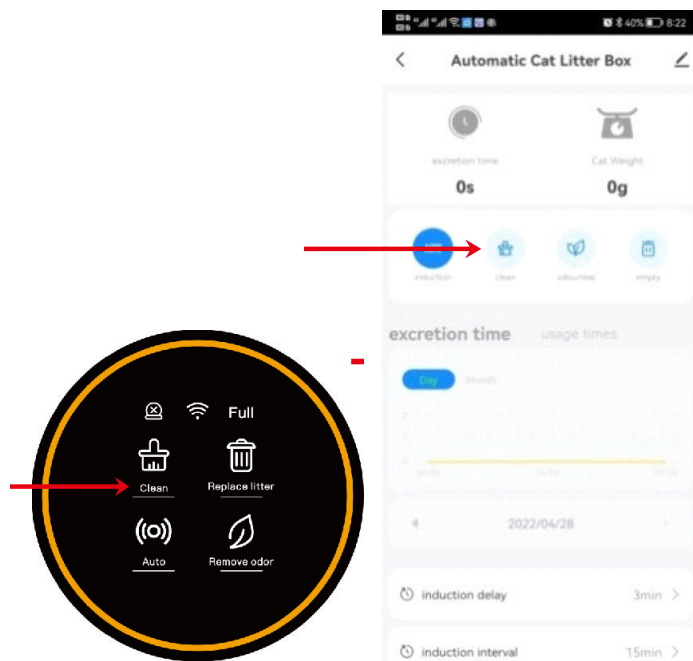 40% 8:22
Automatic Cat Litter Box
excretion time
Cat Weight
0s
0g
induction
clean
odourless
empty
excretion time
usage times
Day
Month
2022/04/28
induction delay
3min
induction interval
15min
Full
Clean
Replace litter
Auto
Remove odor